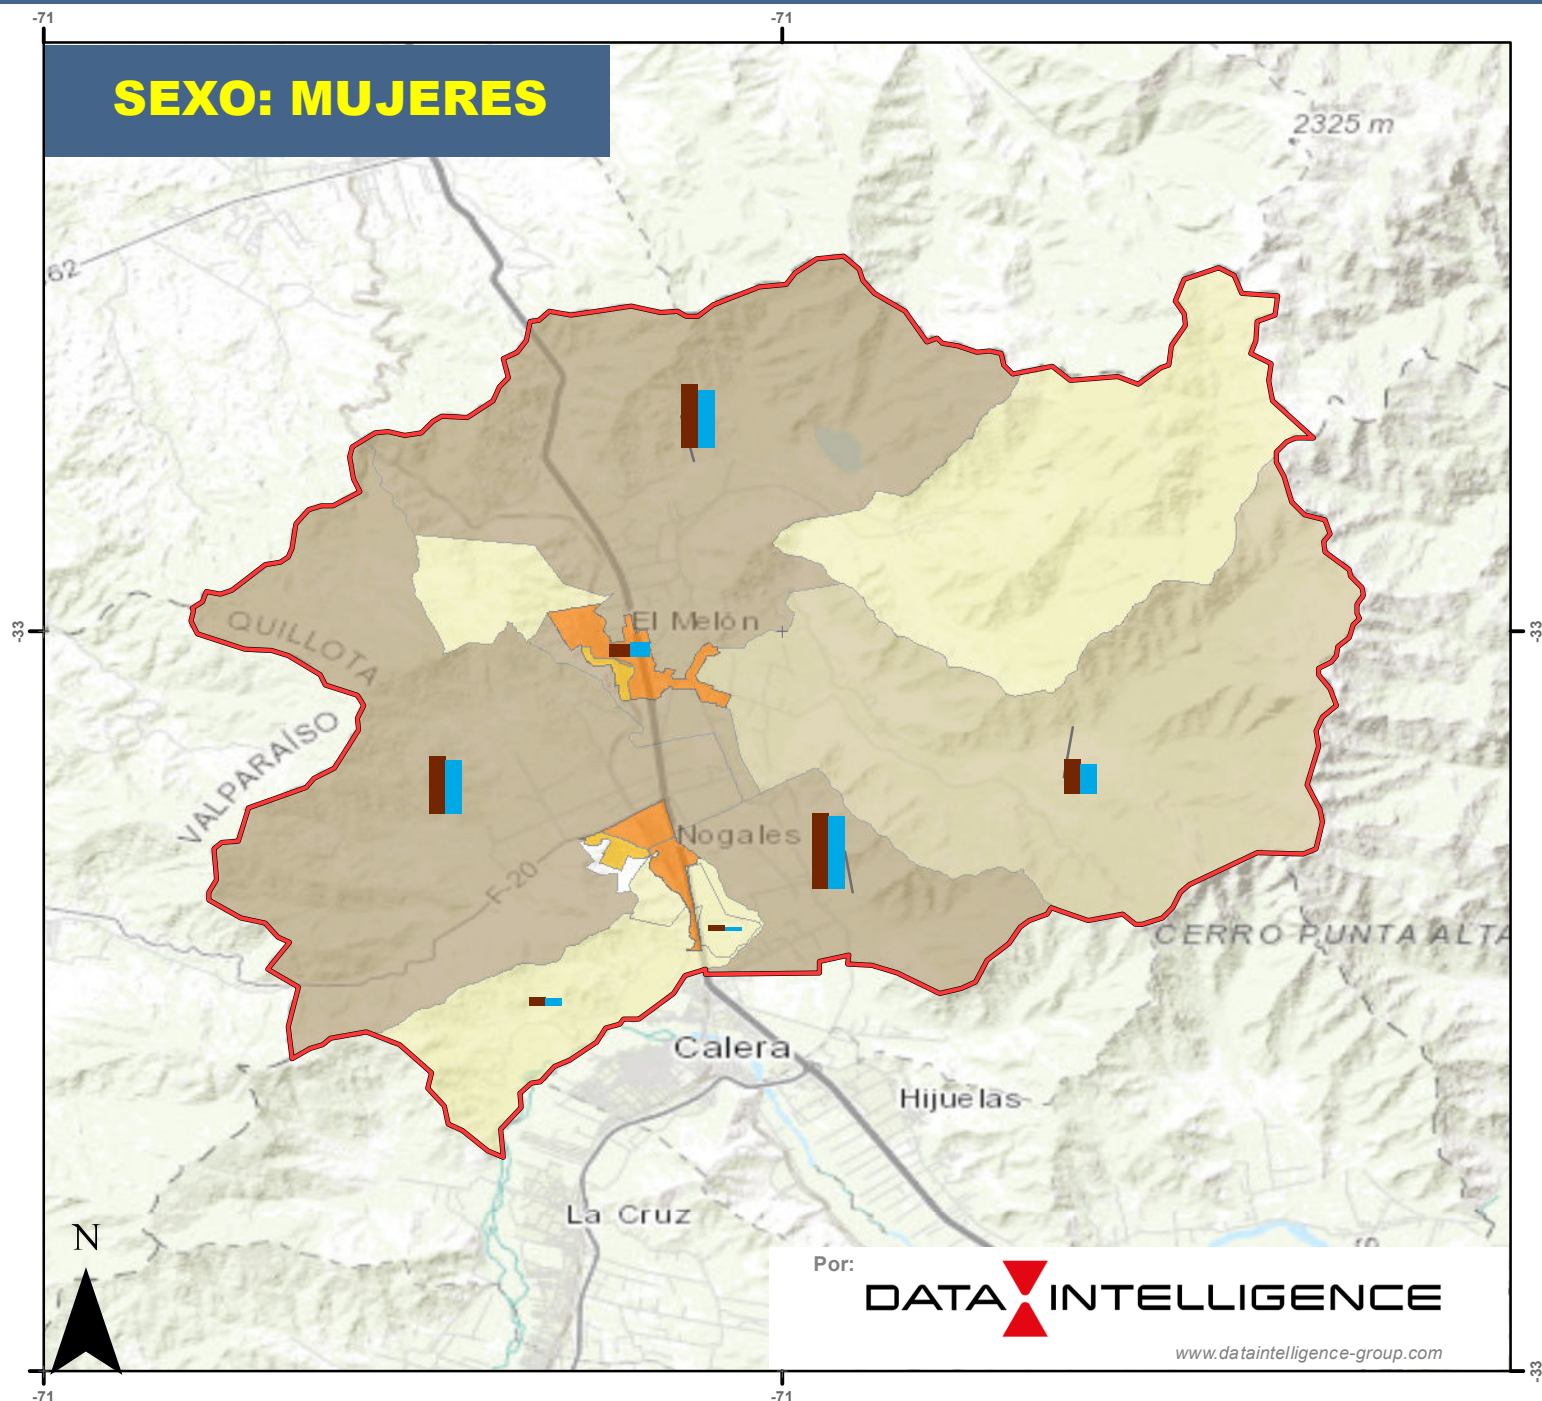 -71
-71
SEXO: MUJERES
2325 m
62
-33
-33
El Melón
QUILLOTA
VALPARAÍSO
Nogales
F-20
CERRO PUNTA ALTA
Calera
Hijuelas
La Cruz
N
Por:
DATA INTELLIGENCE
www.dataintelligence-group.com
-33
-71
-71